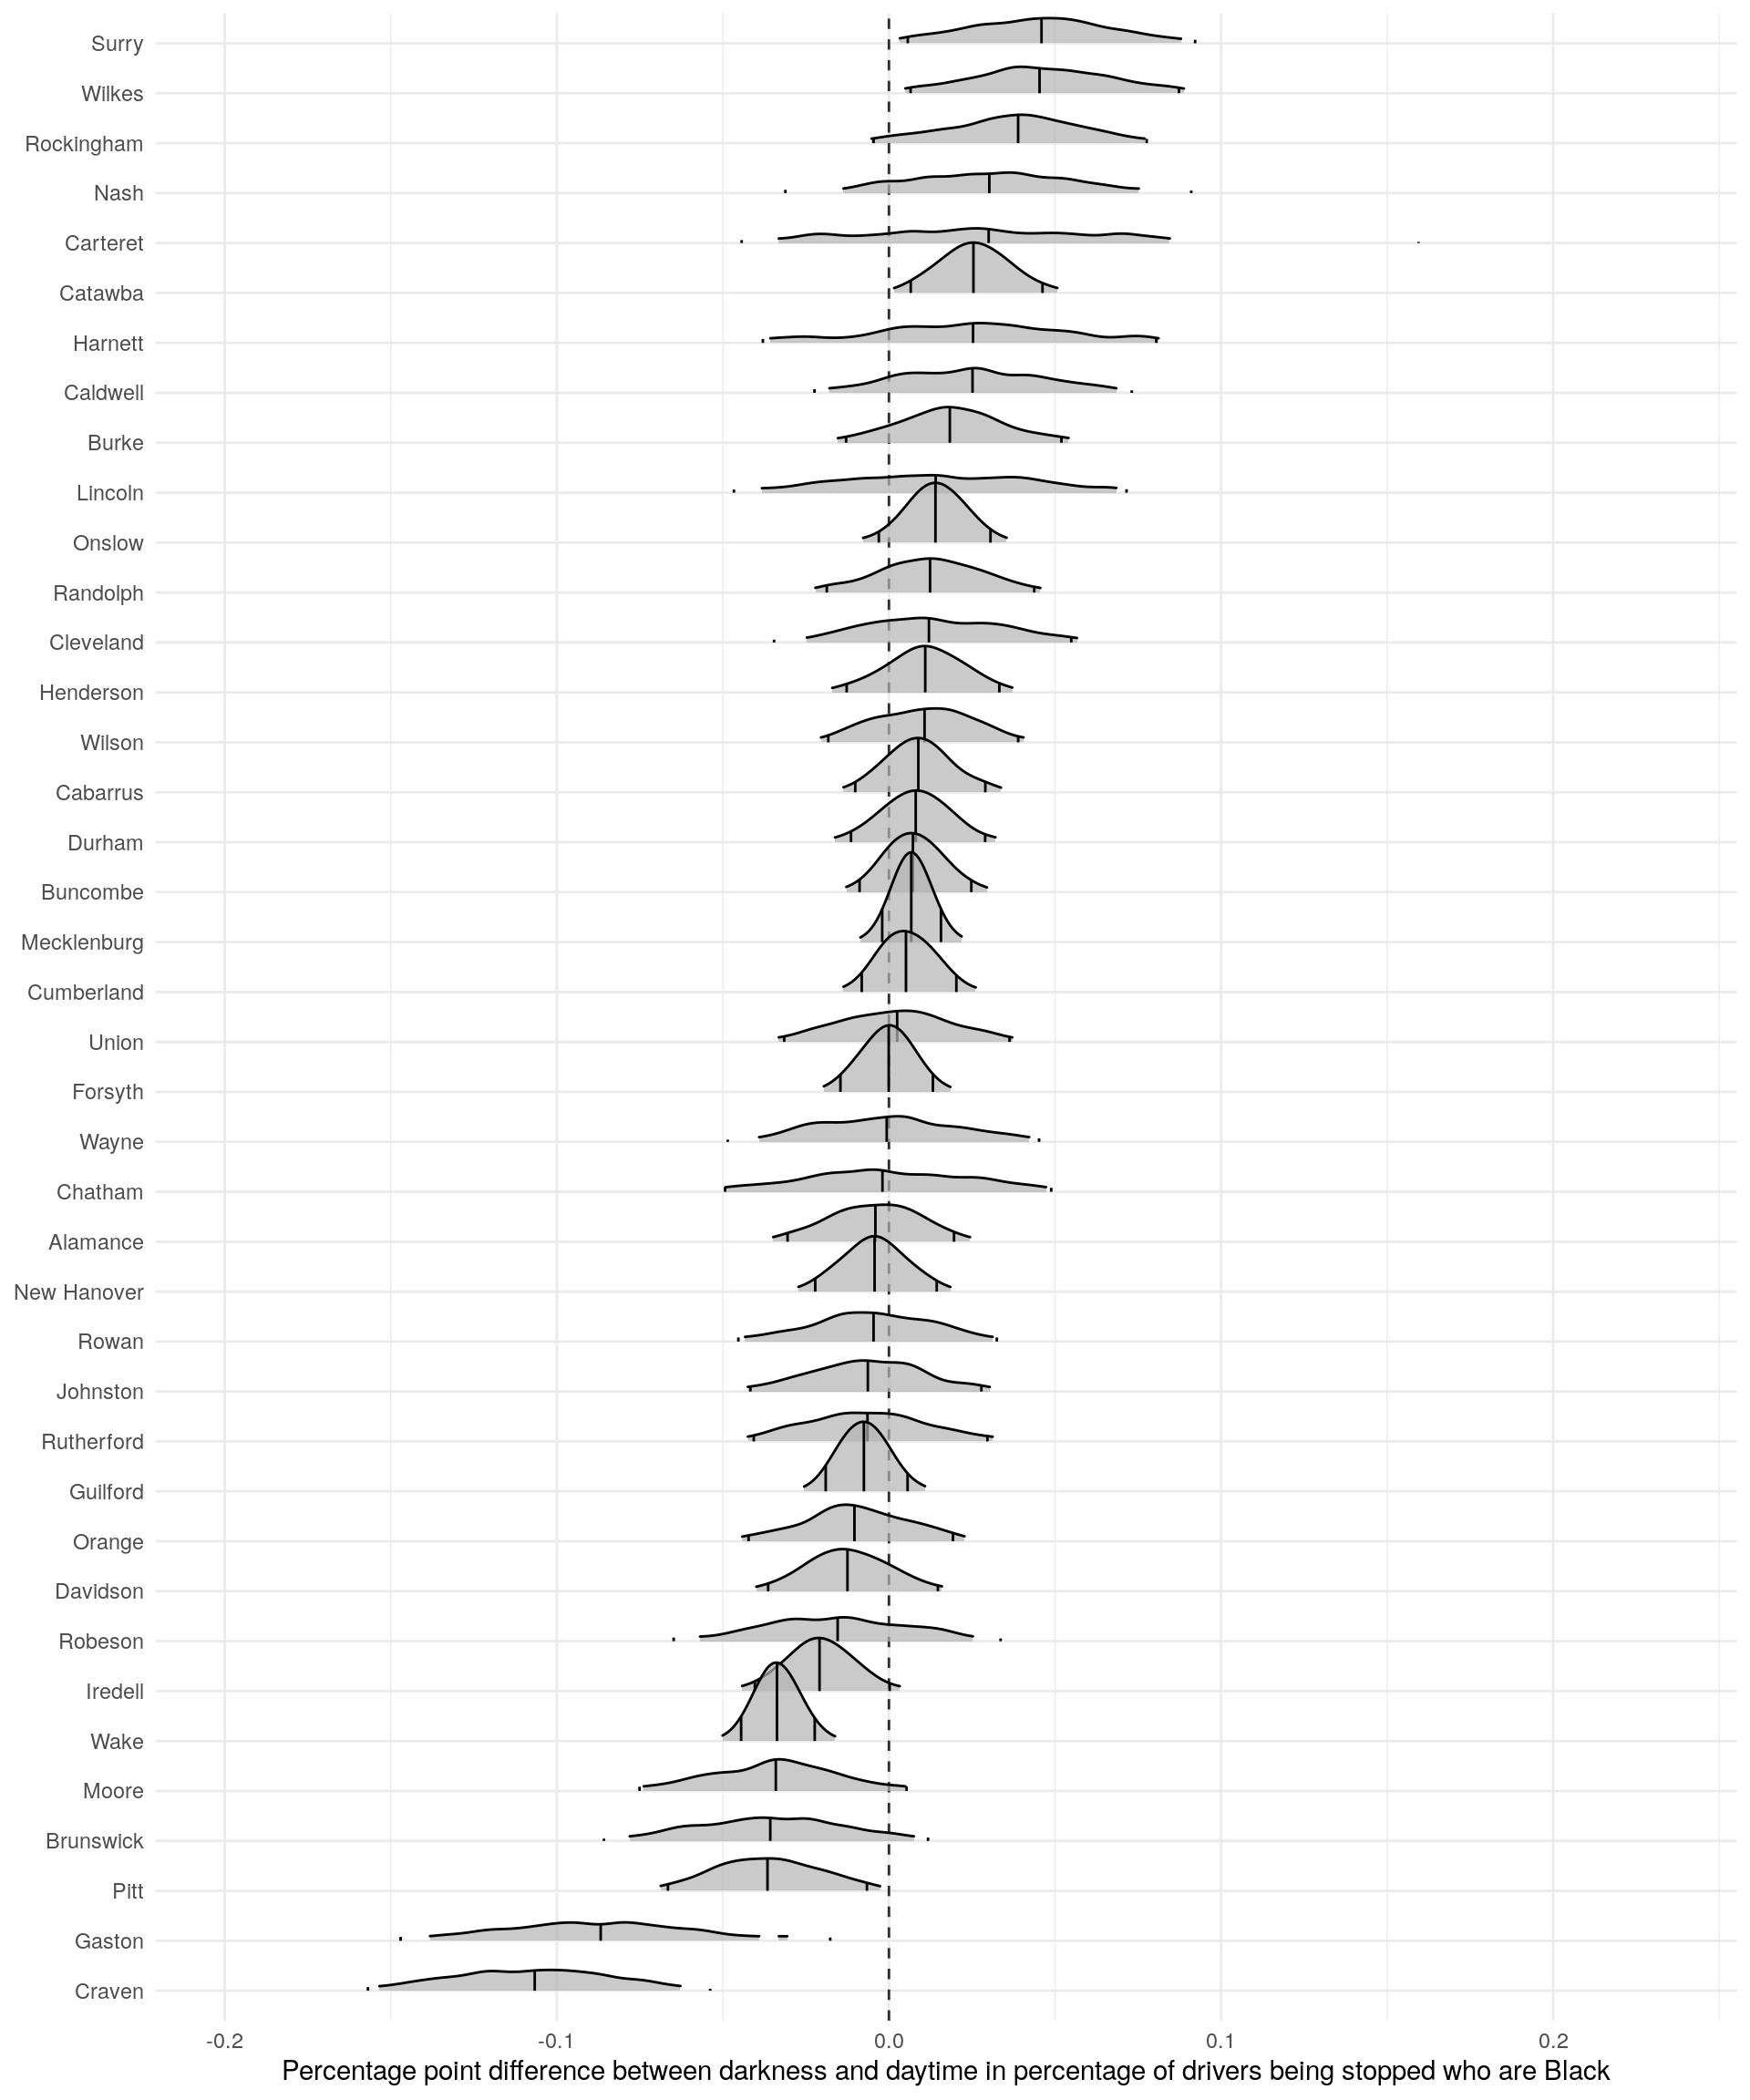 Surry
Wilkes
Rockingham
Nash
Carteret
Catawba
Harnett
Caldwell
Burke
Lincoln
Onslow
Randolph
Cleveland
Henderson
Wilson
Cabarrus
Durham
Buncombe
Mecklenburg
Cumberland
Union
Forsyth
Wayne
Chatham
Alamance
New Hanover
Rowan
Johnston
Rutherford
Guilford
Orange
Davidson
Robeson
Iredell
Wake
Moore
Brunswick
Pitt
Gaston
Craven
-0.2 -0.1 0.0 0.1 0.2
Percentage point difference between darkness and daytime in percentage of drivers being stopped who are Black